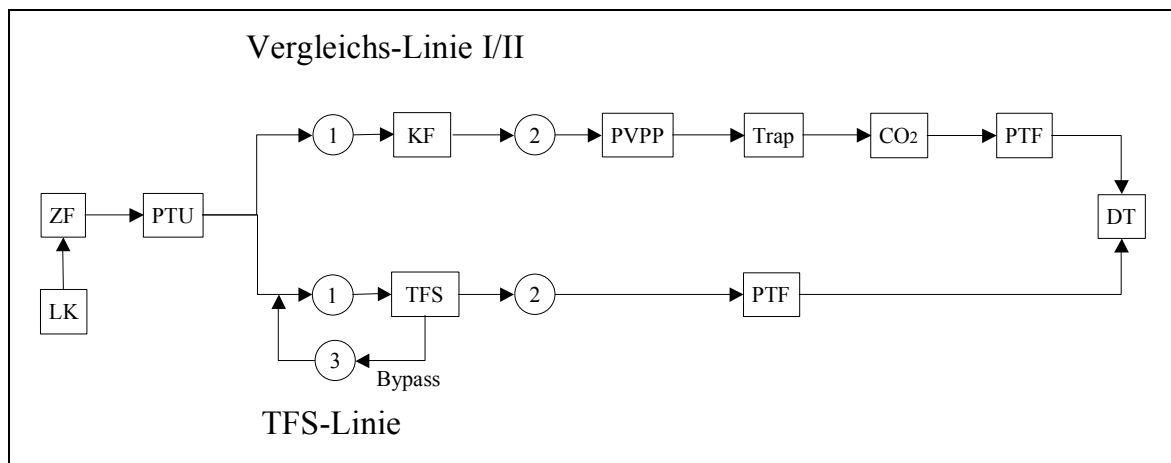 Vergleichs-Linie I/II
1
KF
2
PVPP
Trap
CO₂
PTF
ZF
PTU
DT
LK
1
TFS
2
PTF
3
Bypass
TFS-Linie